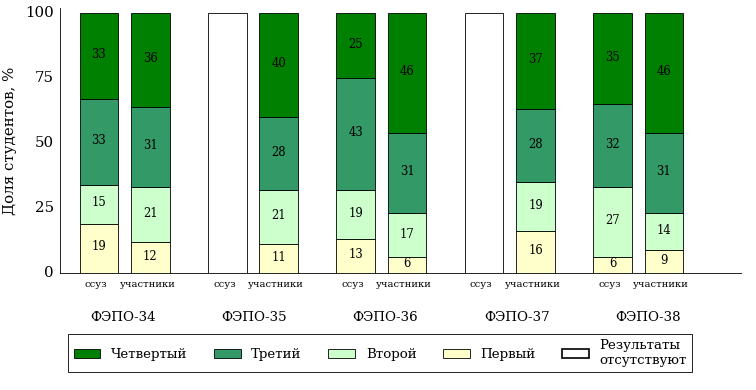 Доля студентов, %
100
75
50
25
0
33 33 15 19
36 31 21 12
40 28 21 11
25 43 19 13
46 31 17 6
37 28 19 16
35 32 27 6
46 31 14 9
ссуз участники ссуз участники ссуз участники ссуз участники ссуз участники
ФЭПО-34 ФЭПО-35 ФЭПО-36 ФЭПО-37 ФЭПО-38
Четвертый Третий Второй Первый Результаты
отсутствуют